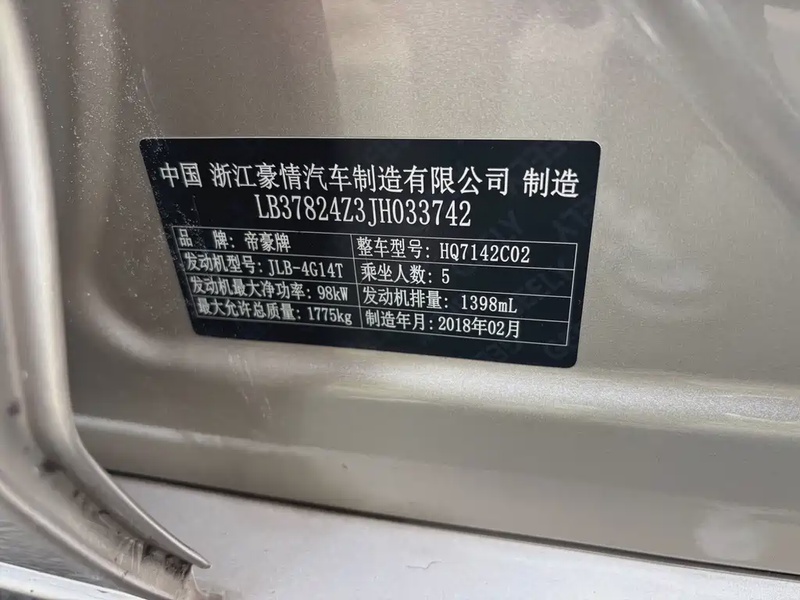 中国 浙江豪情汽车制造有限公司 制造
LB37824Z3JH033742
品 牌: 帝豪牌 整车型号: HQ7142C02
发动机型号: JLB-4G14T 乘坐人数: 5
发动机最大净功率: 98kW 发动机排量: 1398mL
最大允许总质量: 1775kg 制造年月: 2018年02月